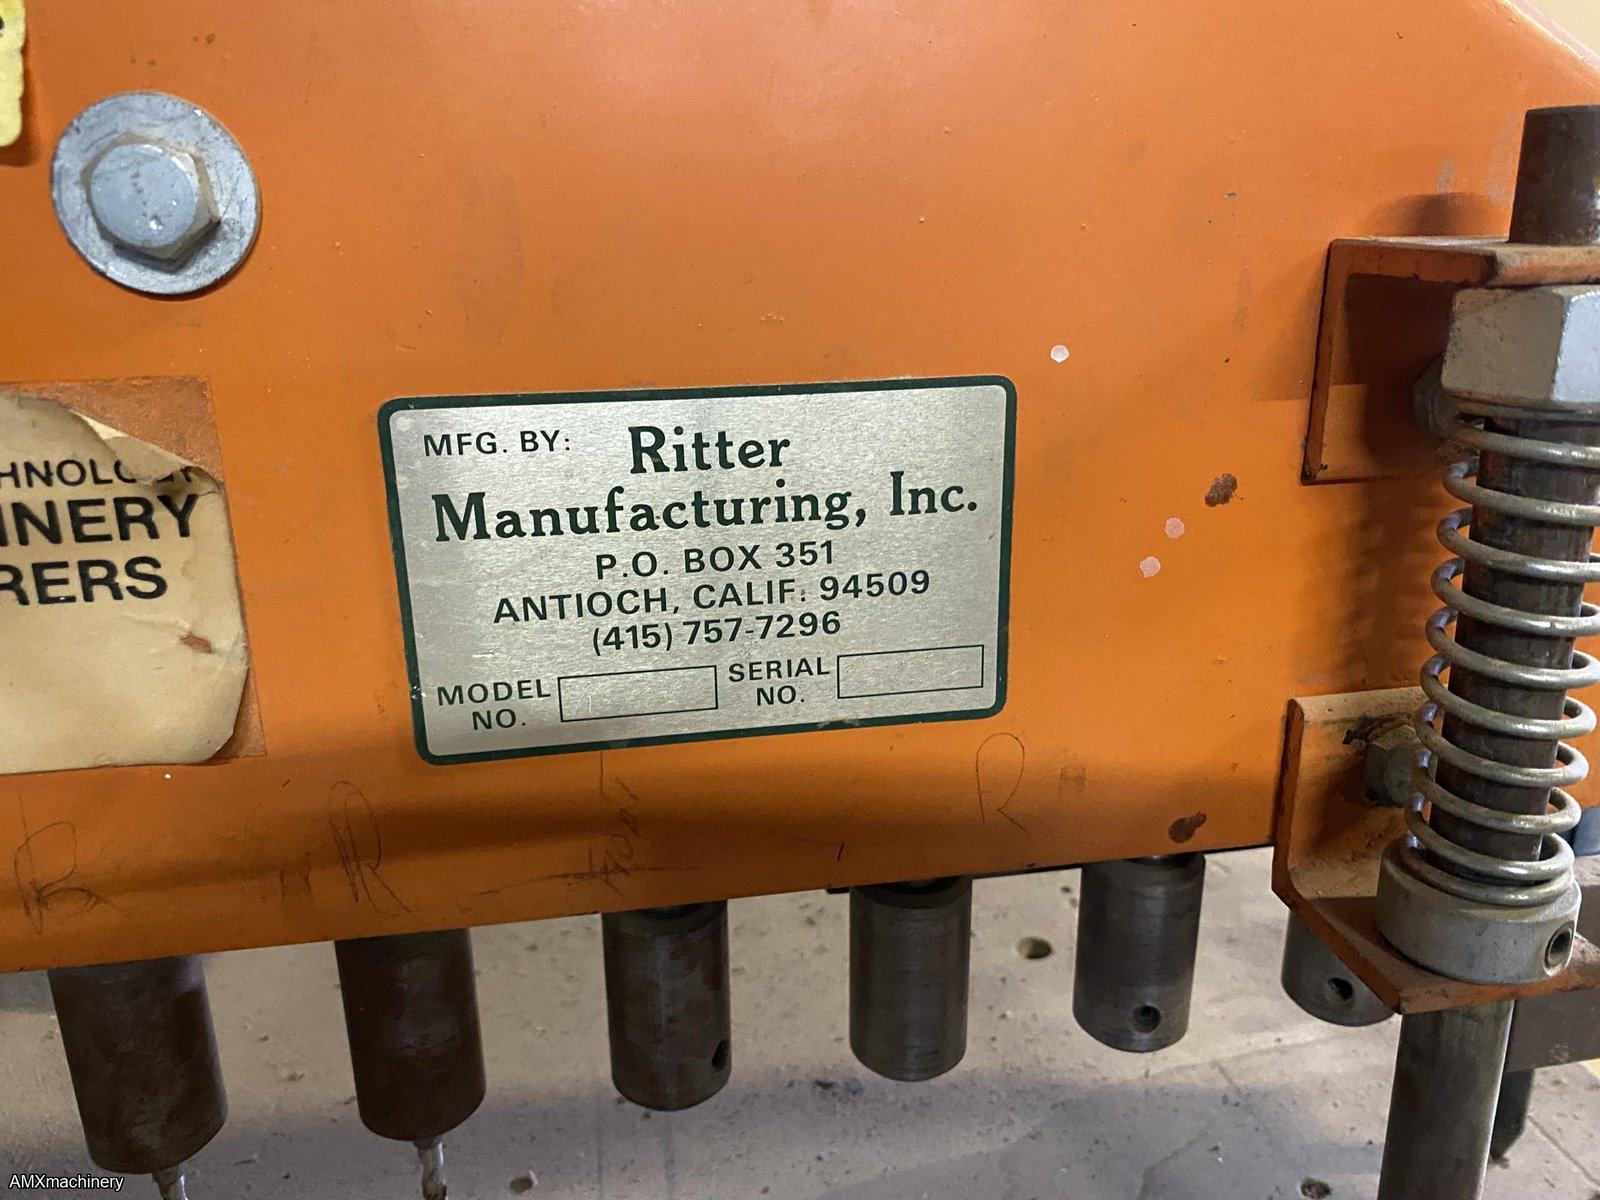 HNOLOGY
INERY
RERS
MFG. BY: Ritter
Manufacturing, Inc.
P.O. BOX 351
ANTIOCH, CALIF. 94509
(415) 757-7296
MODEL NO.
SERIAL NO.
R
R
R
AMXmachinery